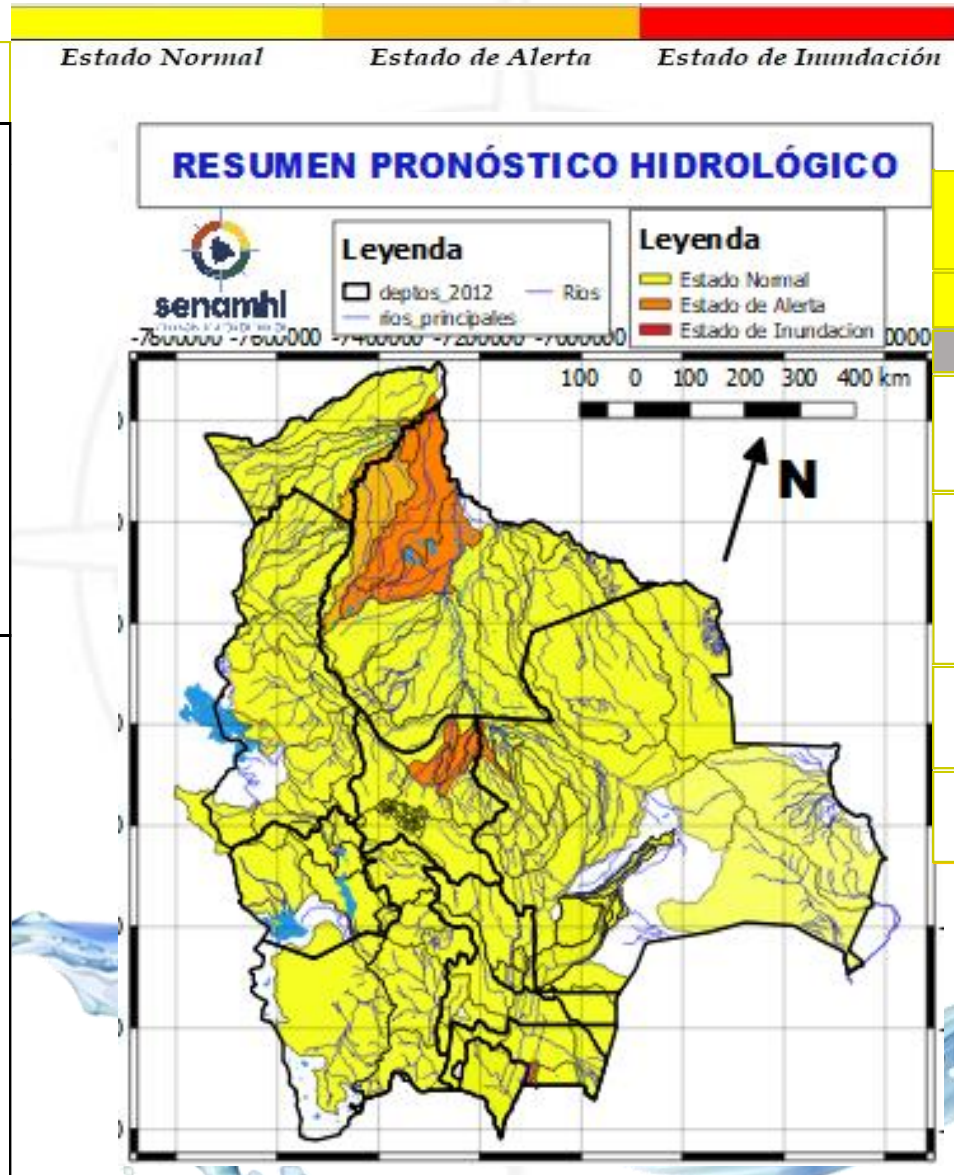 Estado Normal Estado de Alerta Estado de Inundación
RESUMEN PRONÓSTICO HIDROLÓGICO
senamhi
Leyenda
deptos_2012 Rios
rios_principales
Leyenda
Estado Normal
Estado de Alerta
Estado de Inundacion
-7600000 -7400000 -7200000 -7000000
100 0 100 200 300 400 km
N